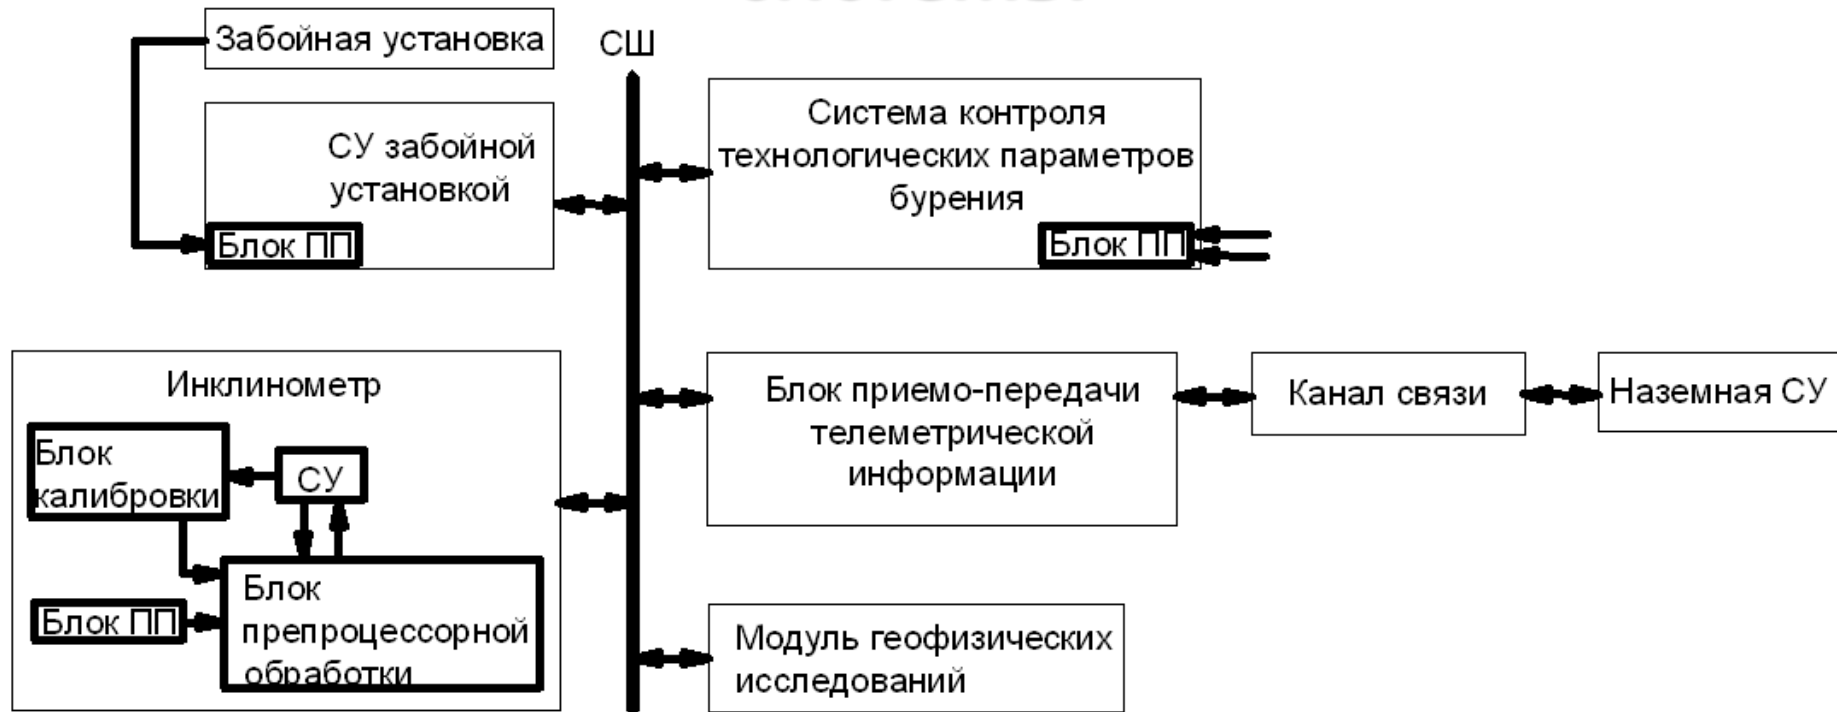 Забойная установка
СШ
СУ забойной
установкой
Блок ПП
Система контроля
технологических параметров
бурения
Блок ПП
Инклинометр
Блок
калибровки
СУ
Блок ПП
Блок
препроцессорной
обработки
Блок приемо-передачи
телеметрической
информации
Канал связи
Наземная СУ
Модуль геофизических
исследований